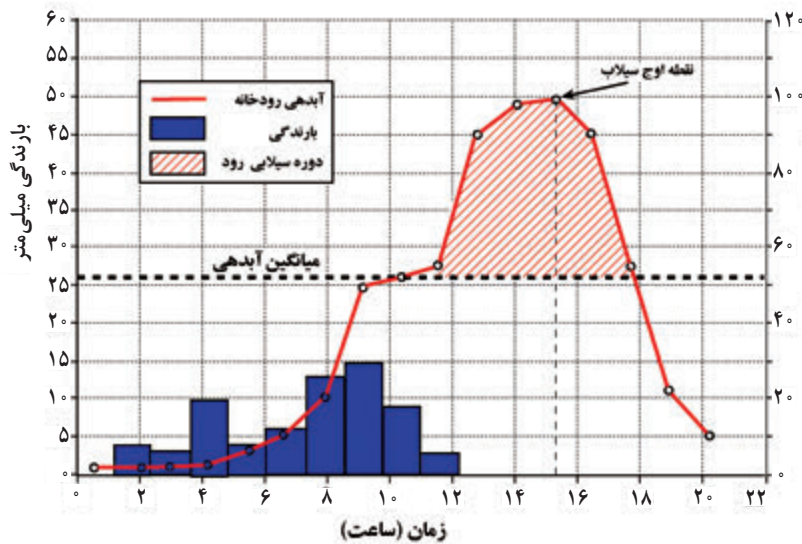 نقطه اوج سیلاب
آبدهی رودخانه
بارندگی
دوره سیلابی رود
میانگین آبدهی
بارندگی میلی‌متر
۶۰
۵۵
۵۰
۴۵
۴۰
۳۵
۳۰
۲۵
۲۰
۱۵
۱۰
۵
۰
۱۲۰
۱۰۰
۸۰
۶۰
۴۰
۲۰
۰
۰ ۲ ۴ ۶ ۸ ۱۰ ۱۲ ۱۴ ۱۶ ۱۸ ۲۰ ۲۲
زمان (ساعت)